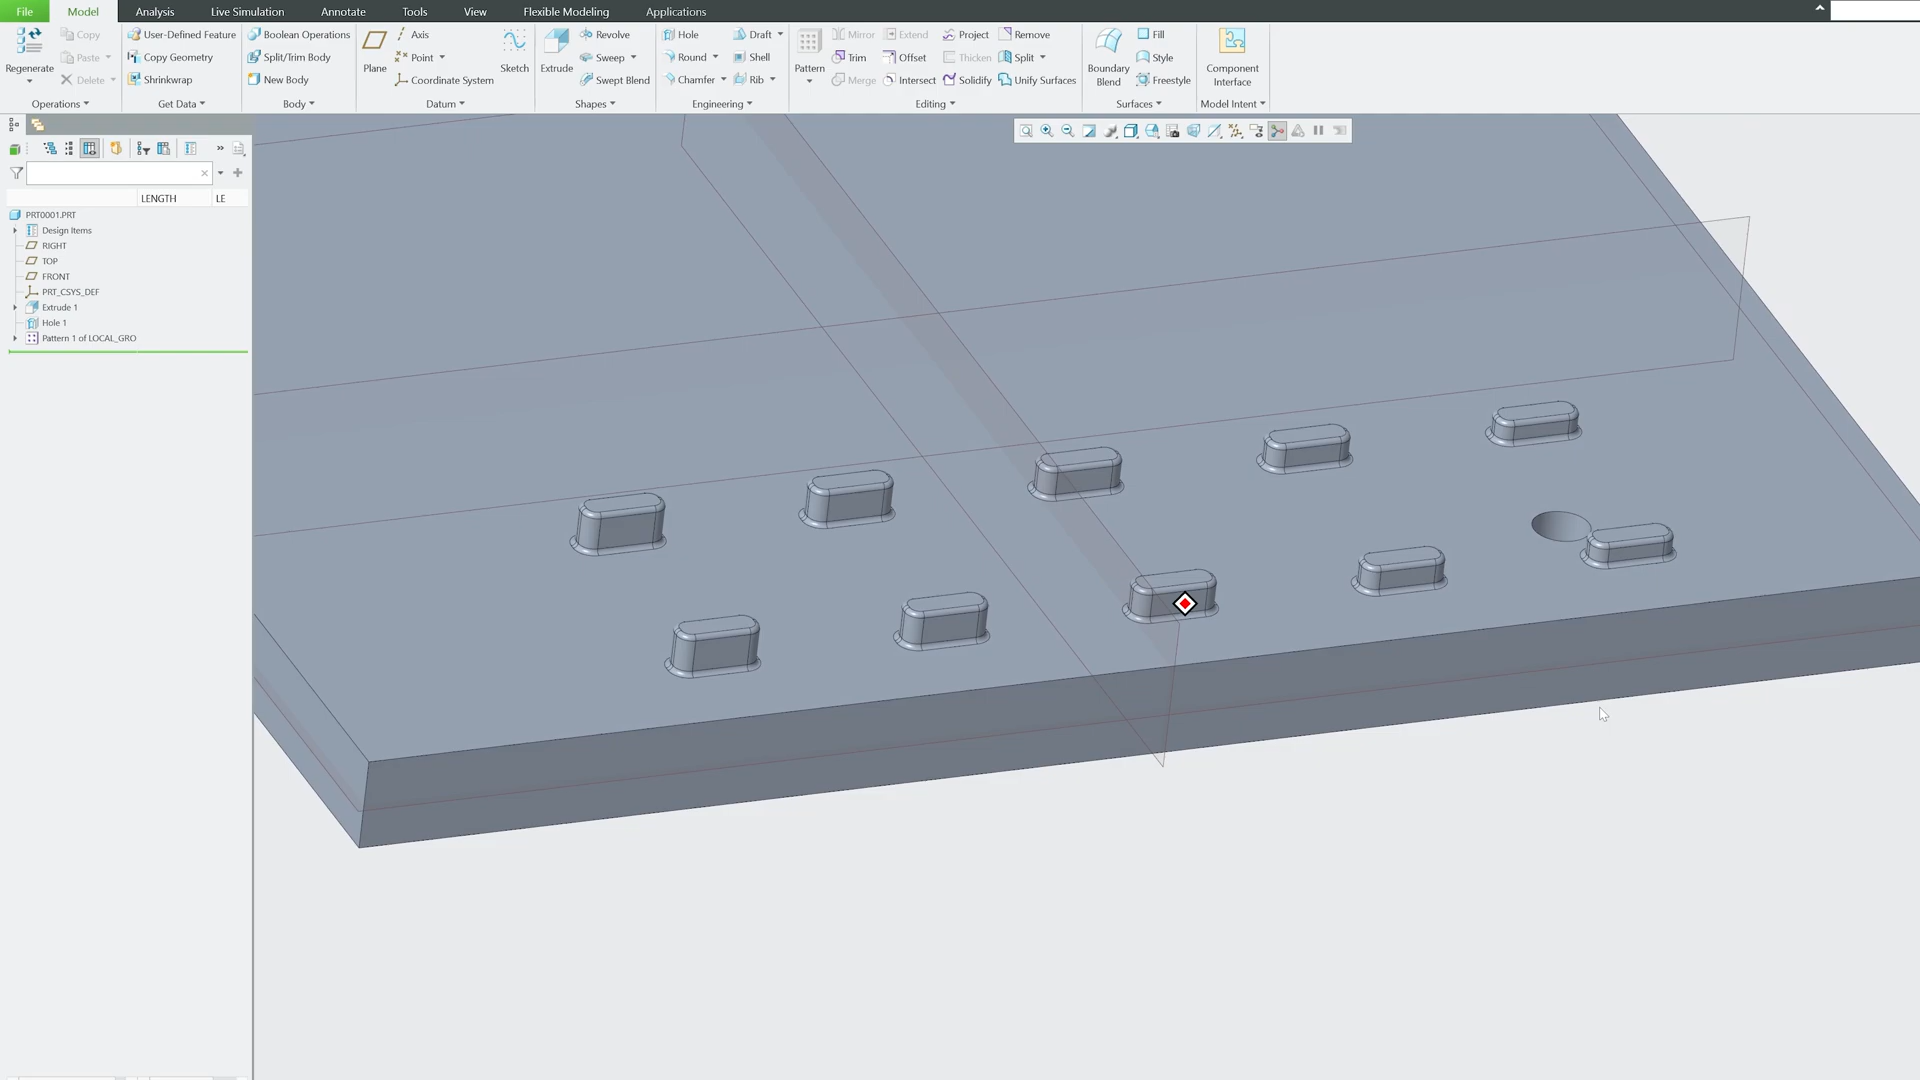 File Model Analysis Live Simulation Annotate Tools View Flexible Modeling Applications
Regenerate
Copy
Paste
Delete
Operations
User-Defined Feature
Copy Geometry
Shrinkwrap
Get Data
Boolean Operations
Split/Trim Body
New Body
Body
Plane
Axis
Point
Coordinate System
Sketch
Datum
Extrude
Revolve
Sweep
Swept Blend
Shapes
Hole
Round
Chamfer
Draft
Shell
Rib
Engineering
Pattern
Mirror
Trim
Merge
Extend
Offset
Intersect
Project
Thicken
Solidify
Remove
Split
Unify Surfaces
Editing
Boundary
Blend
Fill
Style
Freestyle
Surfaces
Component
Interface
Model Intent
LENGTH LE
PRT0001.PRT
Design Items
RIGHT
TOP
FRONT
PRT_CSYS_DEF
Extrude 1
Hole 1
Pattern 1 of LOCAL_GRO